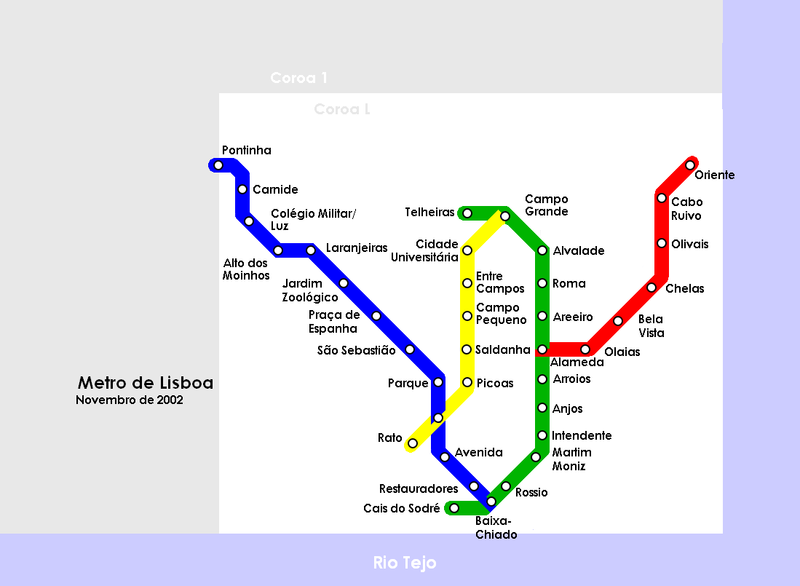 Coroa 1
Coroa L
Pontinha
Carnide
Oriente
Cabo
Ruivo
Campo
Grande
Telheiras
Colégio Militar/
Luz
Alto dos
Moinhos
Laranjeiras
Cidade
Universitária
Alvalade
Olivais
Jardim
Zoológico
Entre
Campos
Roma
Chelas
Praça de
Espanha
Campo
Pequeno
Areeiro
Bela
Vista
São Sebastião
Saldanha
Alameda
Olaias
Metro de Lisboa
Novembro de 2002
Parque
Picoas
Arroios
Anjos
Rato
Intendente
Avenida
Martim
Moniz
Restauradores
Rossio
Cais do Sodré
Baixa-
Chiado
Rio Tejo